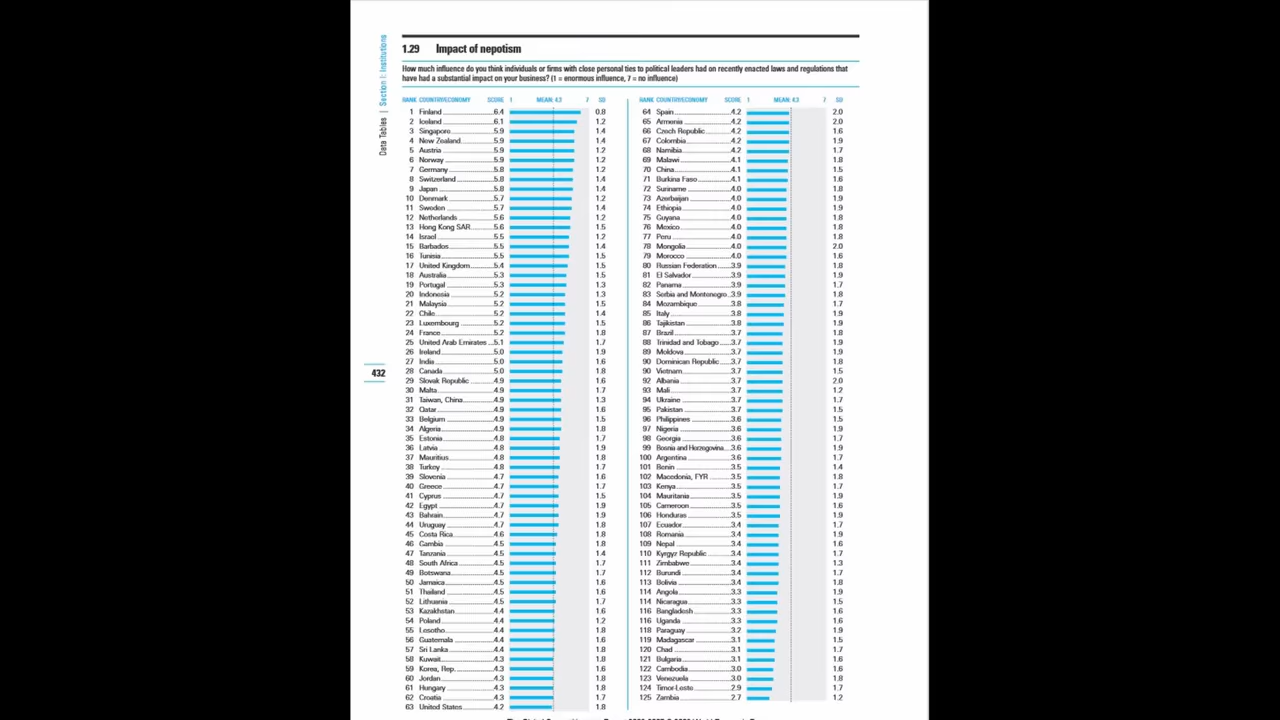 Data Tables | Section I: Institutions
432
1.29 Impact of nepotism
How much influence do you think individuals or firms with close personal ties to political leaders had on recently enacted laws and regulations that
have had a substantial impact on your business? (1 = enormous influence, 7 = no influence)
RANK COUNTRY/ECONOMY SCORE 1 MEAN: 4.3 7 SD
1 Finland 6.4 0.8
2 Iceland 6.1 1.2
3 Singapore 5.9 1.4
4 New Zealand 5.9 1.4
5 Austria 5.9 1.2
6 Norway 5.9 1.2
7 Germany 5.8 1.2
8 Switzerland 5.8 1.4
9 Japan 5.8 1.4
10 Denmark 5.7 1.2
11 Sweden 5.7 1.4
12 Netherlands 5.6 1.2
13 Hong Kong SAR 5.6 1.5
14 Israel 5.5 1.2
15 Barbados 5.5 1.4
16 Tunisia 5.5 1.5
17 United Kingdom 5.4 1.5
18 Australia 5.3 1.5
19 Portugal 5.3 1.3
20 Indonesia 5.2 1.3
21 Malaysia 5.2 1.5
22 Chile 5.2 1.4
23 Luxembourg 5.2 1.5
24 France 5.2 1.8
25 United Arab Emirates 5.1 1.7
26 Ireland 5.0 1.9
27 India 5.0 1.6
28 Canada 5.0 1.8
29 Slovak Republic 4.9 1.6
30 Malta 4.9 1.7
31 Taiwan, China 4.9 1.3
32 Qatar 4.9 1.6
33 Belgium 4.9 1.5
34 Algeria 4.9 1.8
35 Estonia 4.8 1.7
36 Latvia 4.8 1.9
37 Mauritius 4.8 1.8
38 Turkey 4.8 1.7
39 Slovenia 4.7 1.6
40 Greece 4.7 1.7
41 Cyprus 4.7 1.5
42 Egypt 4.7 1.9
43 Bahrain 4.7 1.9
44 Uruguay 4.7 1.8
45 Costa Rica 4.6 1.8
46 Gambia 4.5 1.8
47 Tanzania 4.5 1.4
48 South Africa 4.5 1.7
49 Botswana 4.5 1.7
50 Jamaica 4.5 1.6
51 Thailand 4.5 1.6
52 Lithuania 4.5 1.7
53 Kazakhstan 4.4 1.6
54 Poland 4.4 1.2
55 Lesotho 4.4 1.8
56 Guatemala 4.4 1.6
57 Sri Lanka 4.4 1.8
58 Kuwait 4.3 1.8
59 Korea, Rep. 4.3 1.6
60 Jordan 4.3 1.8
61 Hungary 4.3 1.8
62 Croatia 4.3 1.7
63 United States 4.2 1.8
RANK COUNTRY/ECONOMY SCORE 1 MEAN: 4.3 7 SD
64 Spain 4.2 2.0
65 Armenia 4.2 2.0
66 Czech Republic 4.2 1.6
67 Colombia 4.2 1.9
68 Namibia 4.2 1.7
69 Malawi 4.1 1.8
70 China 4.1 1.5
71 Burkina Faso 4.1 1.6
72 Suriname 4.0 1.8
73 Azerbaijan 4.0 1.9
74 Ethiopia 4.0 1.9
75 Guyana 4.0 1.8
76 Mexico 4.0 1.8
77 Peru 4.0 1.8
78 Mongolia 4.0 2.0
79 Morocco 4.0 1.6
80 Russian Federation 3.9 1.8
81 El Salvador 3.9 1.9
82 Panama 3.9 1.7
83 Serbia and Montenegro 3.9 1.8
84 Mozambique 3.8 1.7
85 Italy 3.8 1.9
86 Tajikistan 3.8 1.9
87 Brazil 3.7 1.8
88 Trinidad and Tobago 3.7 1.9
89 Moldova 3.7 1.9
90 Dominican Republic 3.7 1.8
90 Vietnam 3.7 1.5
92 Albania 3.7 2.0
93 Mali 3.7 1.2
94 Ukraine 3.7 1.7
95 Pakistan 3.7 1.5
96 Philippines 3.6 1.5
97 Nigeria 3.6 1.9
98 Georgia 3.6 1.7
99 Bosnia and Herzegovina 3.6 1.9
100 Argentina 3.6 1.7
101 Benin 3.5 1.4
102 Macedonia, FYR 3.5 1.8
103 Kenya 3.5 1.7
104 Mauritania 3.5 1.9
105 Cameroon 3.5 1.6
106 Honduras 3.5 1.9
107 Ecuador 3.4 1.7
108 Romania 3.4 1.9
109 Nepal 3.4 1.6
110 Kyrgyz Republic 3.4 1.7
111 Zimbabwe 3.4 1.3
112 Burundi 3.4 1.7
113 Bolivia 3.4 1.8
114 Angola 3.3 1.9
114 Nicaragua 3.3 1.5
116 Bangladesh 3.3 1.6
116 Uganda 3.3 1.6
118 Paraguay 3.2 1.9
119 Madagascar 3.1 1.5
120 Chad 3.1 1.7
121 Bulgaria 3.1 1.6
122 Cambodia 3.0 1.6
123 Venezuela 3.0 1.8
124 Timor-Leste 2.9 1.7
125 Zambia 2.7 1.2